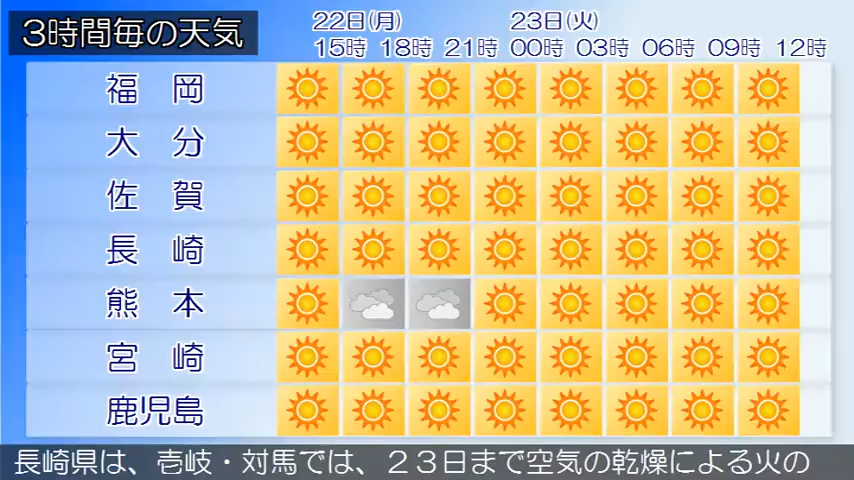 3時間毎の天気
22日(月) 23日(火)
15時 18時 21時 00時 03時 06時 09時 12時
福 岡
大 分
佐 賀
長 崎
熊 本
宮 崎
鹿児島
長崎県は、壱岐・対馬では、２３日まで空気の乾燥による火の